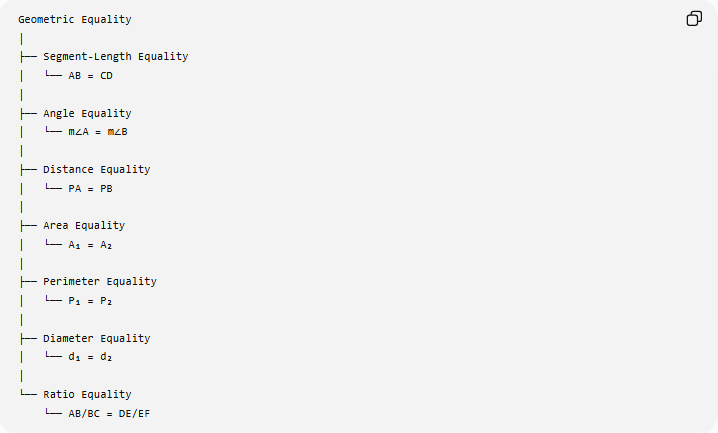 Geometric Equality
│
├── Segment-Length Equality
│   └── AB = CD
│
├── Angle Equality
│   └── m∠A = m∠B
│
├── Distance Equality
│   └── PA = PB
│
├── Area Equality
│   └── A₁ = A₂
│
├── Perimeter Equality
│   └── P₁ = P₂
│
├── Diameter Equality
│   └── d₁ = d₂
│
└── Ratio Equality
    └── AB/BC = DE/EF